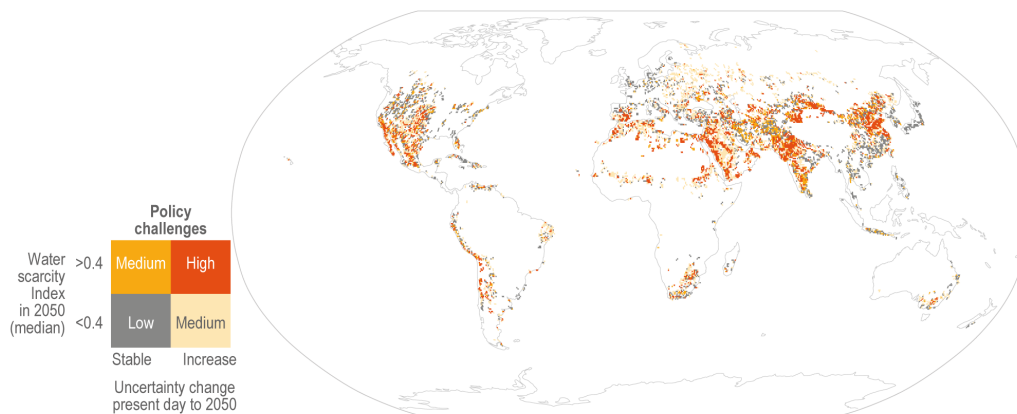 Policy
challenges
Water
scarcity
Index
in 2050
(median)
>0.4
Medium
High
<0.4
Low
Medium
Stable
Increase
Uncertainty change
present day to 2050